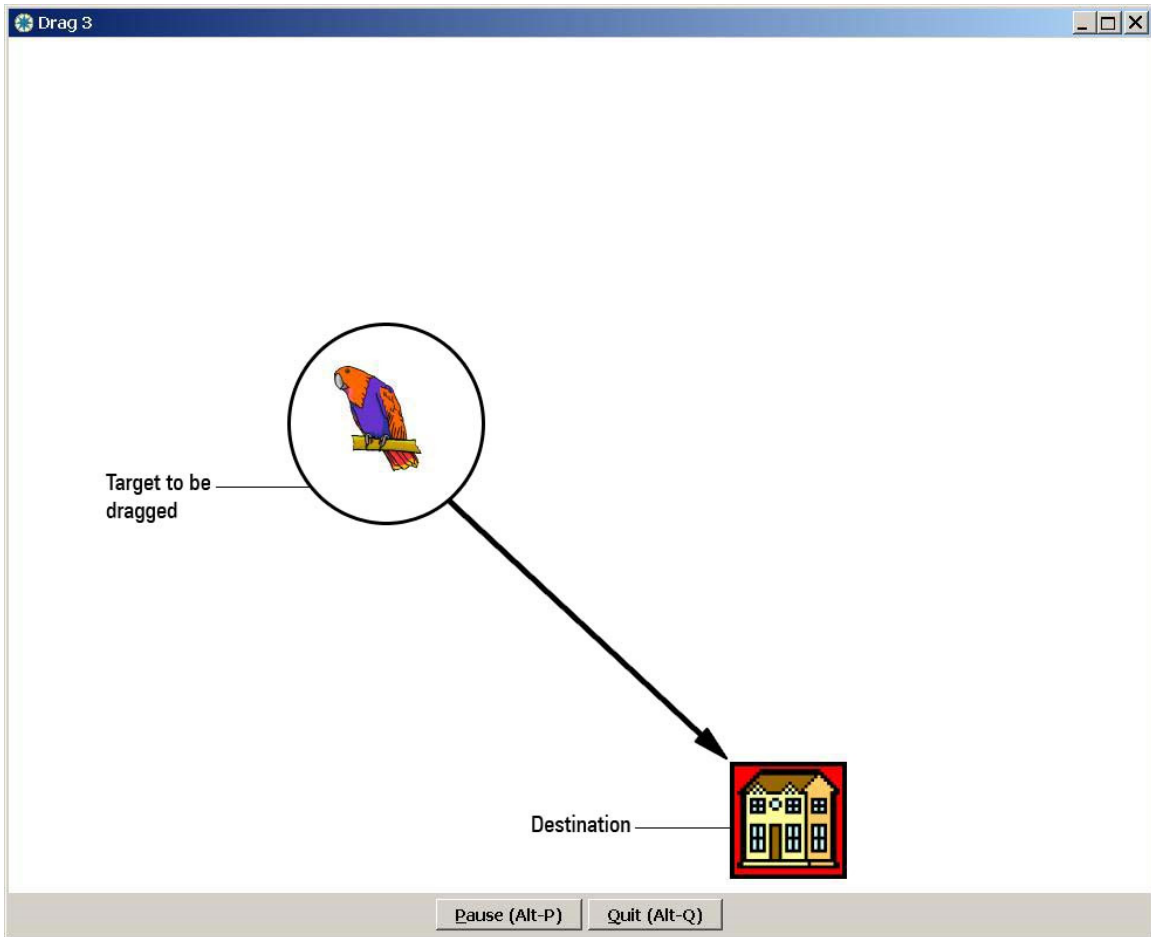 Drag 3
Target to be
dragged
Destination
Pause (Alt-P)
Quit (Alt-Q)